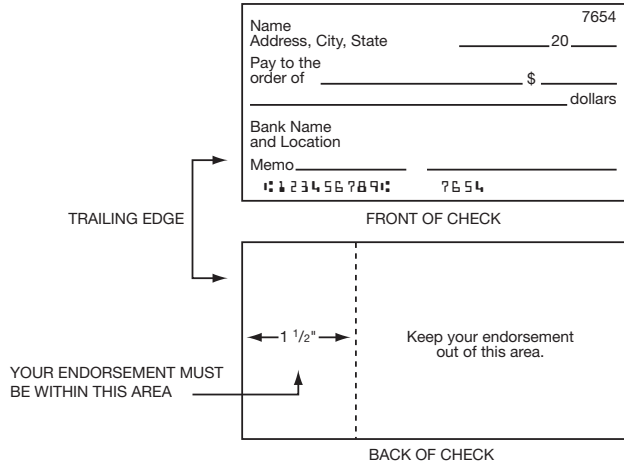 7654
Name
Address, City, State 20
Pay to the
order of $
dollars
Bank Name
and Location
Memo
⑆123456789⑆ 7654
TRAILING EDGE
FRONT OF CHECK
1 1/2"
Keep your endorsement
out of this area.
YOUR ENDORSEMENT MUST
BE WITHIN THIS AREA
BACK OF CHECK